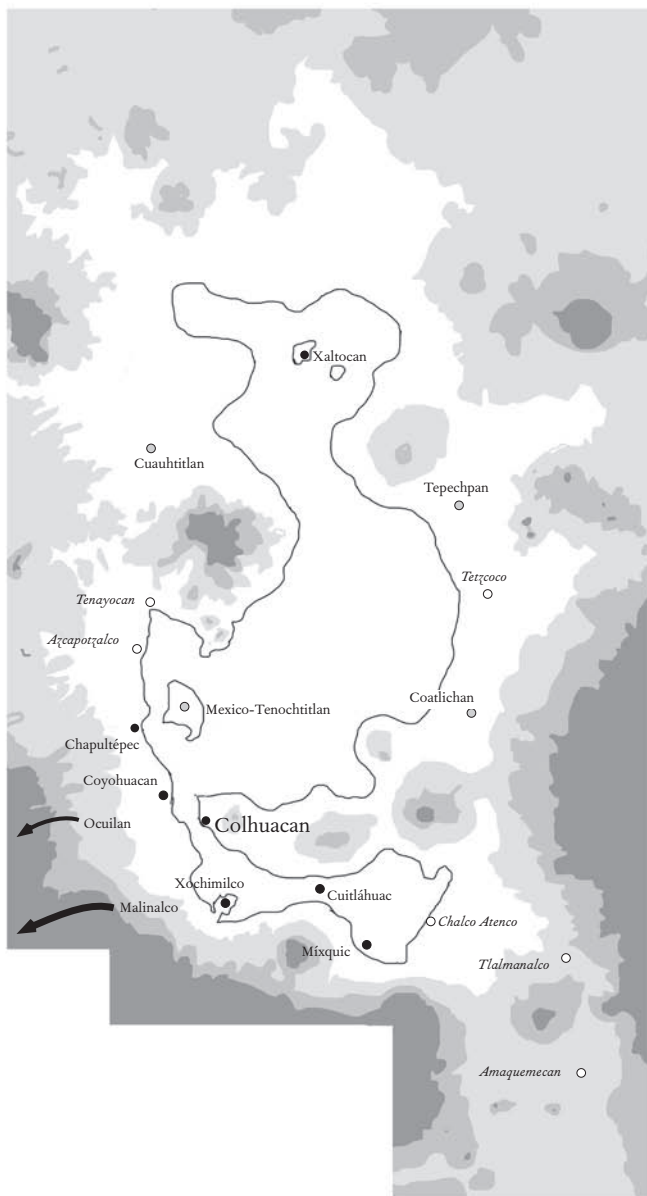 Xaltocan
Cuauhtitlan
Tepechpan
Tetzcoco
Tenayocan
Azcapotzalco
Mexico-Tenochtitlan
Coatlichan
Chapultépec
Coyohuacan
Ocuilan
Colhuacan
Xochimilco
Cuitláhuac
Malinalco
Chalco Atenco
Míxquic
Tlalmanalco
Amaquemecan